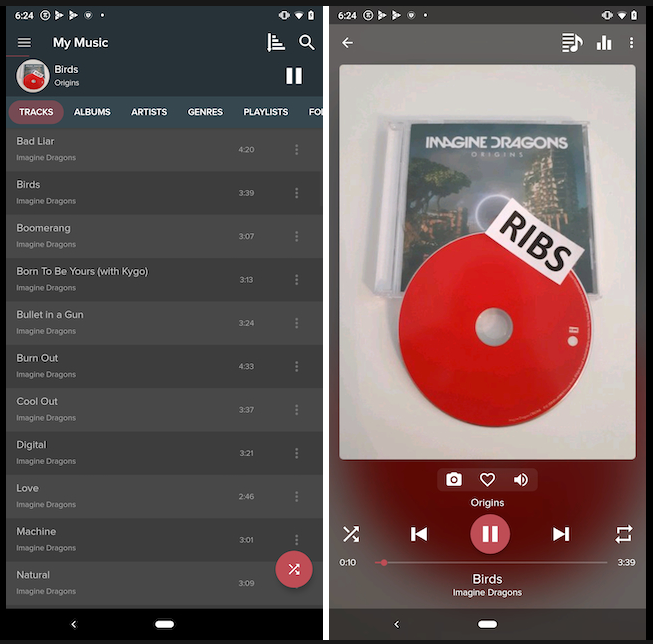 6:24
My Music
Birds
Origins
TRACKS ALBUMS ARTISTS GENRES PLAYLISTS FO
Bad Liar
Imagine Dragons
4:20
Birds
Imagine Dragons
3:39
Boomerang
Imagine Dragons
3:07
Born To Be Yours (with Kygo)
Imagine Dragons
3:13
Bullet in a Gun
Imagine Dragons
3:24
Burn Out
Imagine Dragons
4:33
Cool Out
Imagine Dragons
3:37
Digital
Imagine Dragons
3:21
Love
Imagine Dragons
2:46
Machine
Imagine Dragons
3:01
Natural
Imagine Dragons
3:09
6:24
IMAGINE DRAGONS
ORIGINS
RIBS
Origins
0:10
3:39
Birds
Imagine Dragons